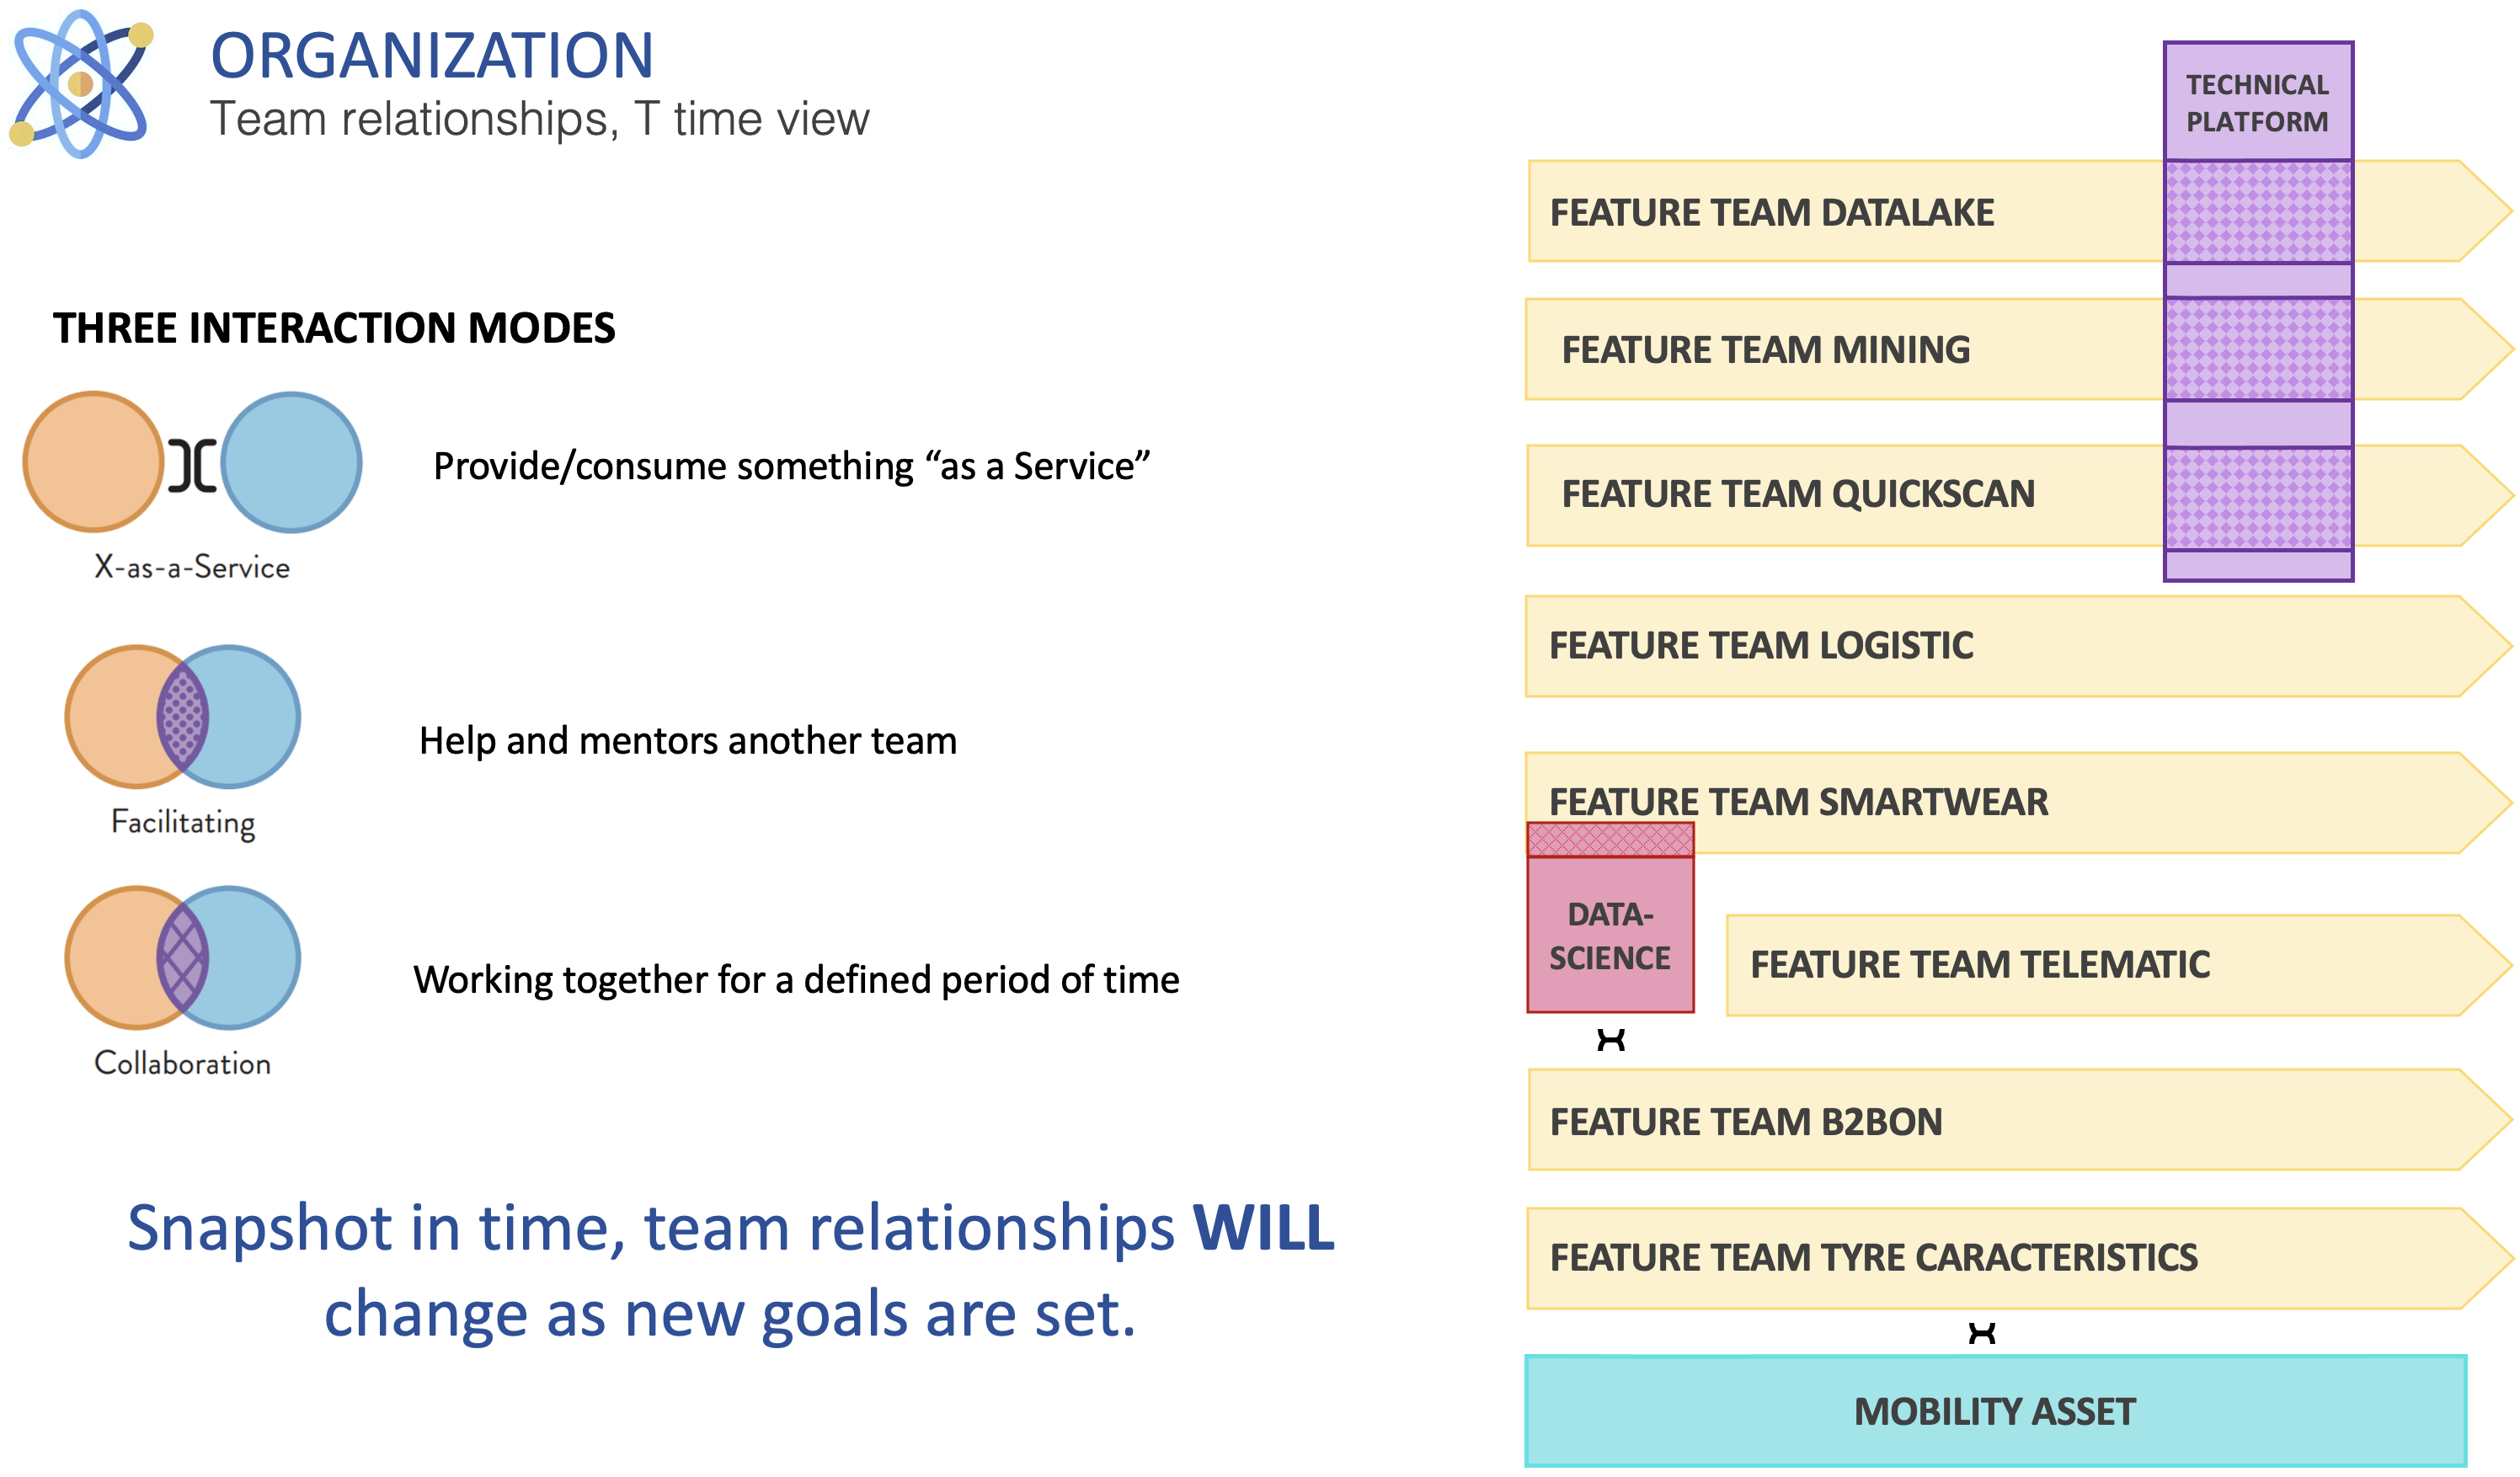 ORGANIZATION
Team relationships, T time view
THREE INTERACTION MODES
Provide/consume something “as a Service”
X-as-a-Service
Help and mentors another team
Facilitating
Working together for a defined period of time
Collaboration
Snapshot in time, team relationships WILL
change as new goals are set.
TECHNICAL
PLATFORM
FEATURE TEAM DATALAKE
FEATURE TEAM MINING
FEATURE TEAM QUICKSCAN
FEATURE TEAM LOGISTIC
FEATURE TEAM SMARTWEAR
DATA-
SCIENCE
FEATURE TEAM TELEMATIC
FEATURE TEAM B2BON
FEATURE TEAM TYRE CARACTERISTICS
MOBILITY ASSET